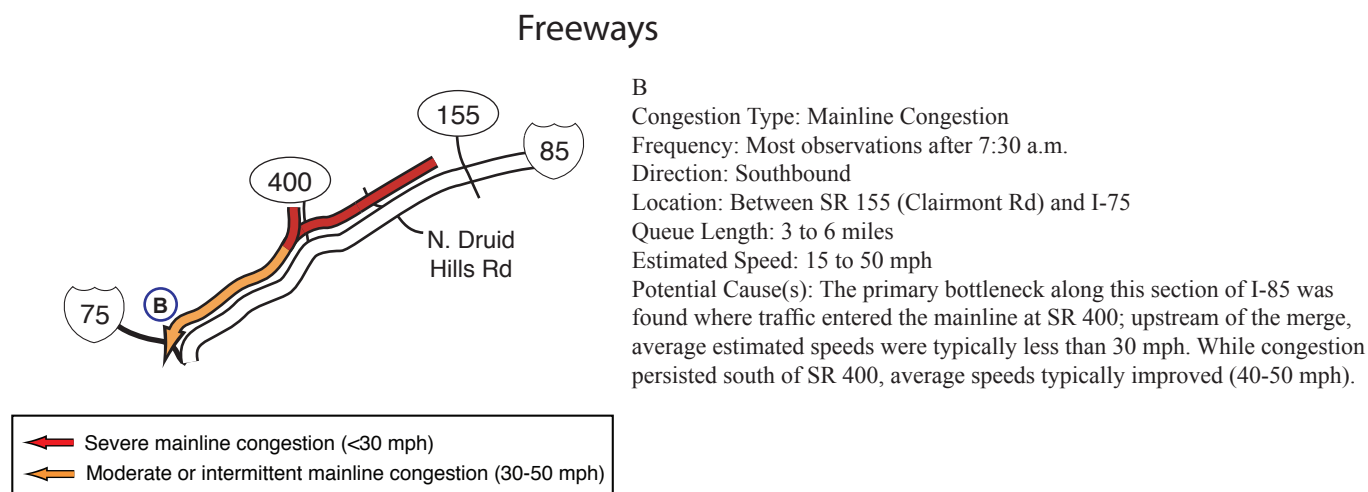 Freeways
155
85
400
N. Druid
Hills Rd
B
75
B
Congestion Type: Mainline Congestion
Frequency: Most observations after 7:30 a.m.
Direction: Southbound
Location: Between SR 155 (Clairmont Rd) and I-75
Queue Length: 3 to 6 miles
Estimated Speed: 15 to 50 mph
Potential Cause(s): The primary bottleneck along this section of I-85 was
found where traffic entered the mainline at SR 400; upstream of the merge,
average estimated speeds were typically less than 30 mph. While congestion
persisted south of SR 400, average speeds typically improved (40-50 mph).
Severe mainline congestion (<30 mph)
Moderate or intermittent mainline congestion (30-50 mph)